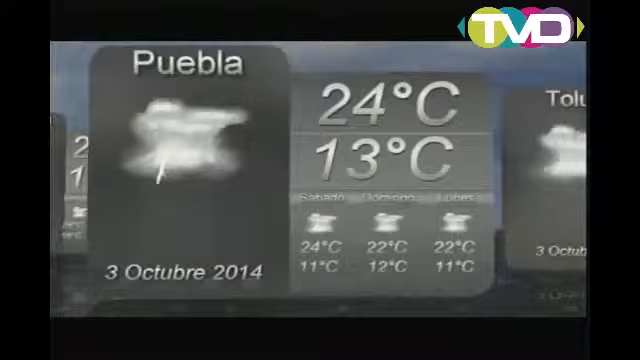 TVD
Puebla
24°C
13°C
Sábado Domingo Lunes
24°C 22°C 22°C
11°C 12°C 11°C
3 Octubre 2014
Tolu
3 Octub